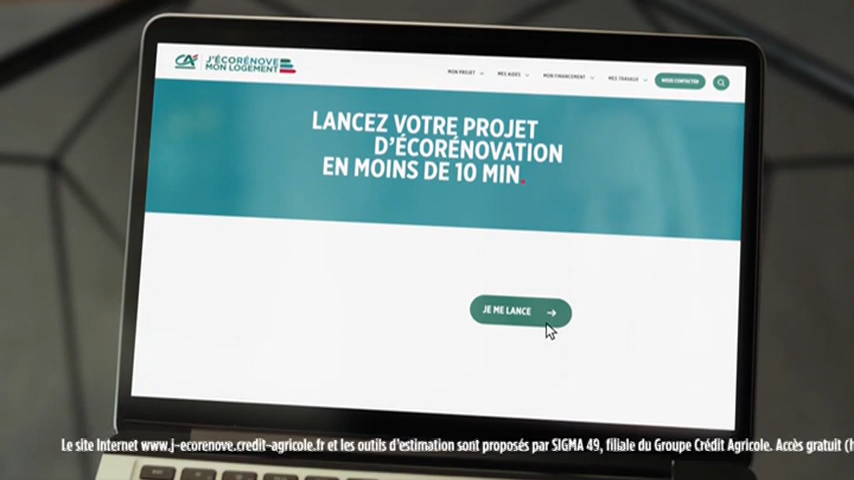 CA J'ÉCORÉNOVE
MON LOGEMENT
MON PROJET MES AIDES MON FINANCEMENT MES TRAVAUX NOUS CONTACTER
LANCEZ VOTRE PROJET
D'ÉCORÉNOVATION
EN MOINS DE 10 MIN.
JE ME LANCE
Le site Internet www.j-ecorenove.credit-agricole.fr et les outils d'estimation sont proposés par SIGMA 49, filiale du Groupe Crédit Agricole. Accès gratuit (h